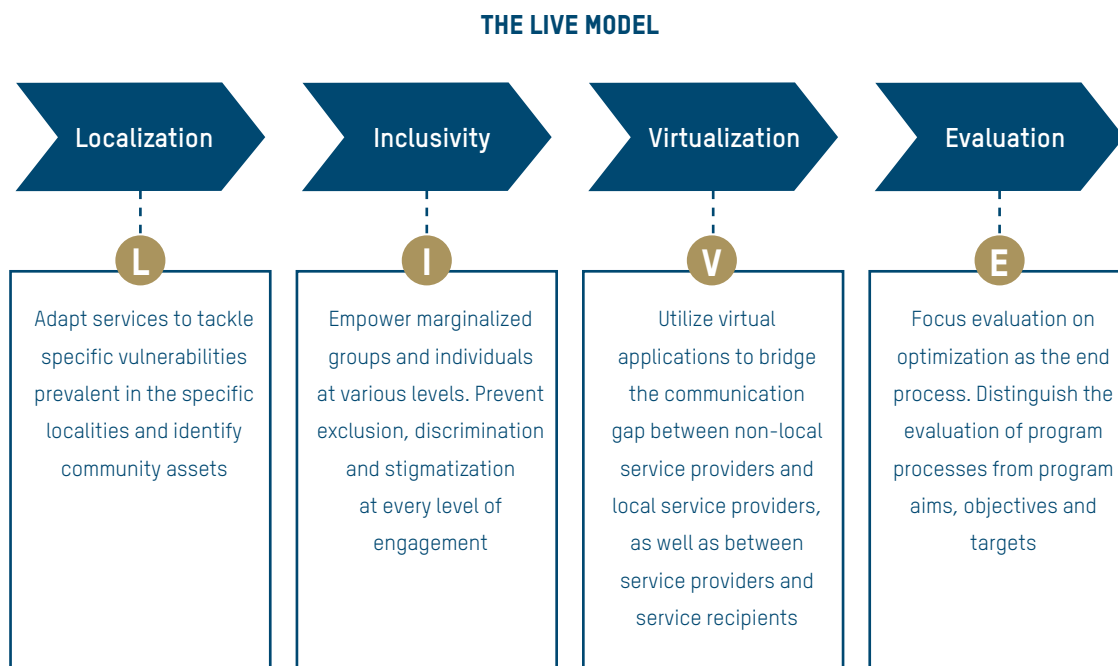 THE LIVE MODEL
Localization
Inclusivity
Virtualization
Evaluation
L
Adapt services to tackle
specific vulnerabilities
prevalent in the specific
localities and identify
community assets
I
Empower marginalized
groups and individuals
at various levels. Prevent
exclusion, discrimination
and stigmatization
at every level of
engagement
V
Utilize virtual
applications to bridge
the communication
gap between non-local
service providers and
local service providers,
as well as between
service providers and
service recipients
E
Focus evaluation on
optimization as the end
process. Distinguish the
evaluation of program
processes from program
aims, objectives and
targets